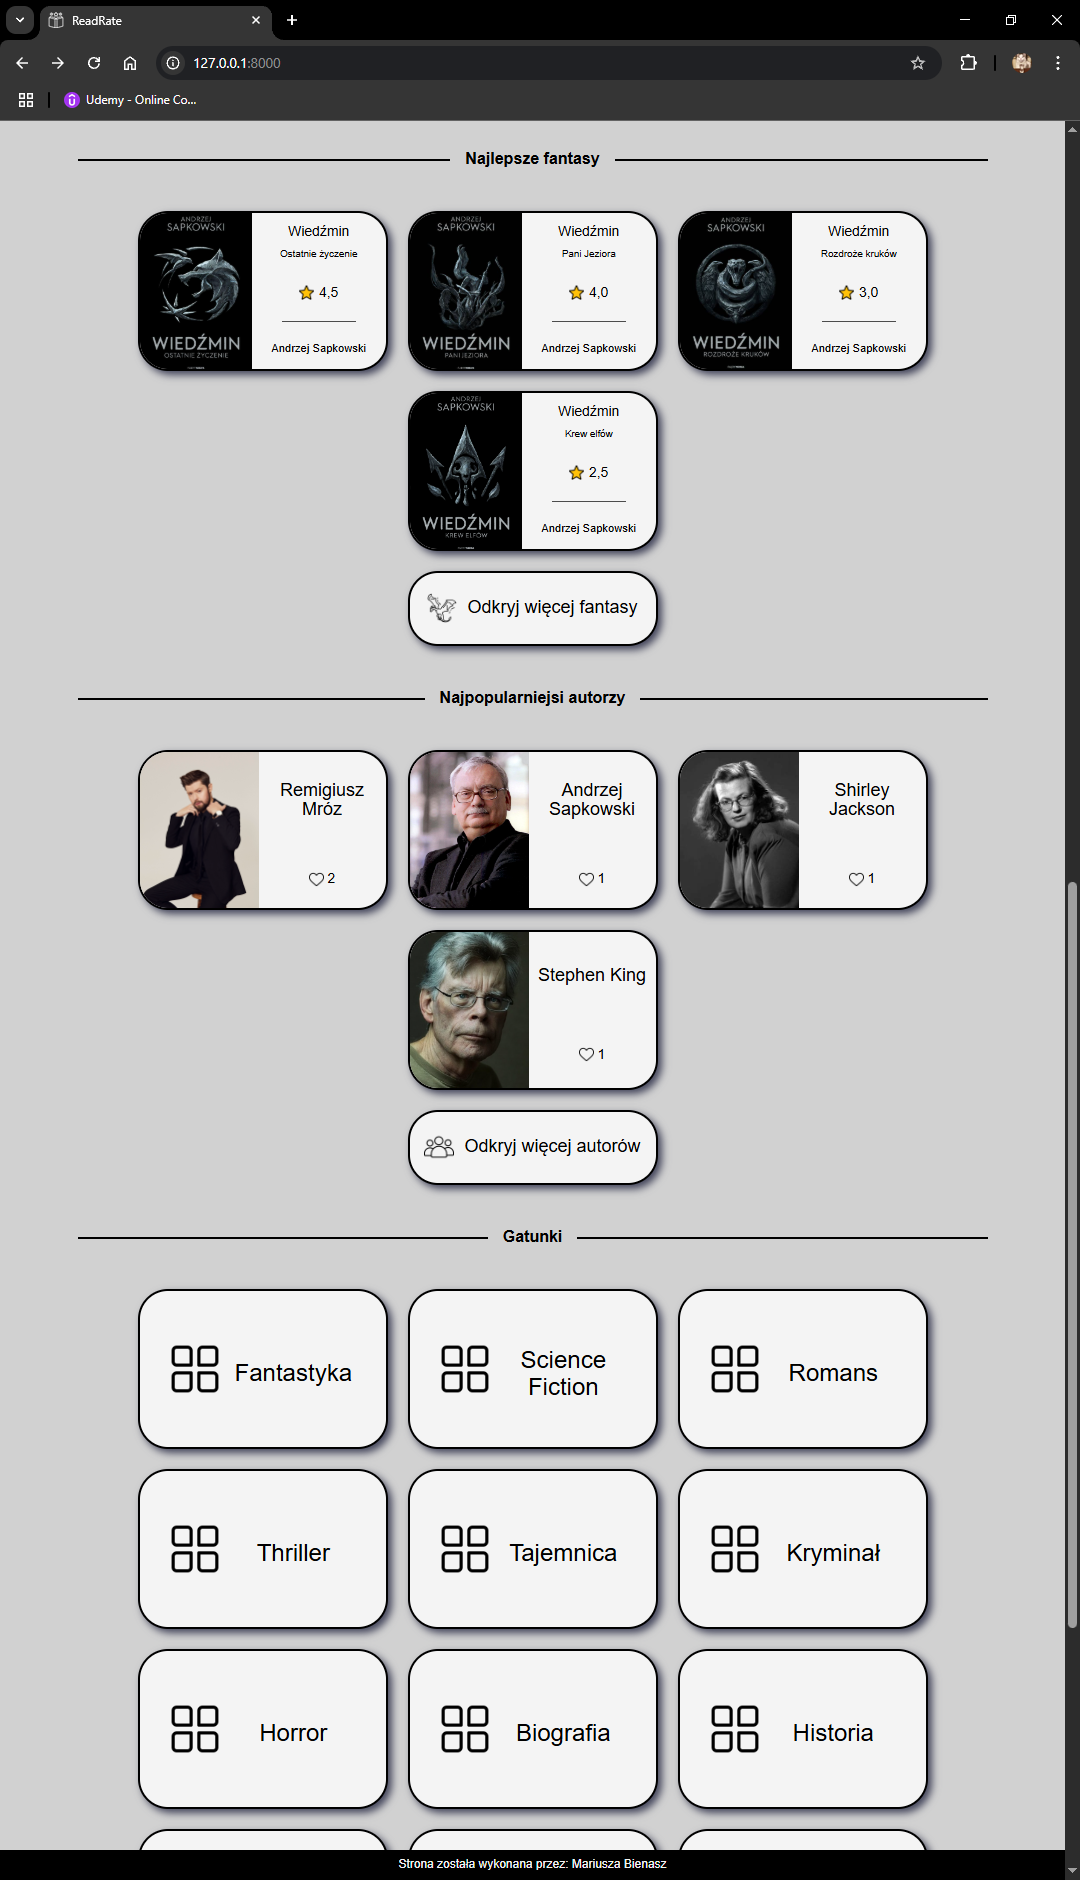 ReadRate
127.0.0.1:8000
Udemy - Online Co...
Najlepsze fantasy
ANDRZEJ
SAPKOWSKI
WIEDŹMIN
OSTATNIE ŻYCZENIE
Wiedźmin
Ostatnie życzenie
4,5
Andrzej Sapkowski
ANDRZEJ
SAPKOWSKI
WIEDŹMIN
PANI JEZIORA
Wiedźmin
Pani Jeziora
4,0
Andrzej Sapkowski
ANDRZEJ
SAPKOWSKI
WIEDŹMIN
ROZDROŻE KRUKÓW
Wiedźmin
Rozdroże kruków
3,0
Andrzej Sapkowski
ANDRZEJ
SAPKOWSKI
WIEDŹMIN
KREW ELFÓW
Wiedźmin
Krew elfów
2,5
Andrzej Sapkowski
Odkryj więcej fantasy
Najpopularniejsi autorzy
Remigiusz
Mróz
2
Andrzej
Sapkowski
1
Shirley
Jackson
1
Stephen King
1
Odkryj więcej autorów
Gatunki
Fantastyka
Science
Fiction
Romans
Thriller
Tajemnica
Kryminał
Horror
Biografia
Historia
Strona została wykonana przez: Mariusza Bienasz